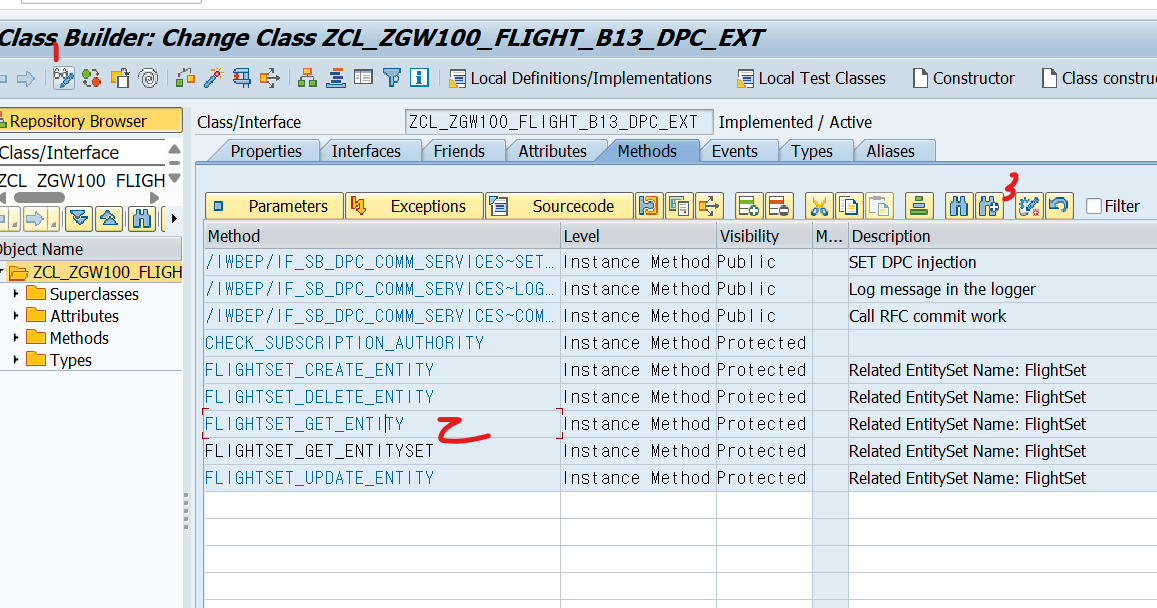 Class Builder: Change Class ZCL_ZGW100_FLIGHT_B13_DPC_EXT
1
Local Definitions/Implementations Local Test Classes Constructor Class constru
Repository Browser
Class/Interface ZCL_ZGW100_FLIGHT_B13_DPC_EXT Implemented / Active
Class/Interface
ZCL_ZGW100_FLIGH
Properties Interfaces Friends Attributes Methods Events Types Aliases
3
Parameters Exceptions Sourcecode Filter
Object Name
ZCL_ZGW100_FLIGH
Superclasses
Attributes
Methods
Types
Method Level Visibility M... Description
/IWBEP/IF_SB_DPC_COMM_SERVICES~SET... Instance Method Public SET DPC injection
/IWBEP/IF_SB_DPC_COMM_SERVICES~LOG... Instance Method Public Log message in the logger
/IWBEP/IF_SB_DPC_COMM_SERVICES~COM... Instance Method Public Call RFC commit work
CHECK_SUBSCRIPTION_AUTHORITY Instance Method Protected
FLIGHTSET_CREATE_ENTITY Instance Method Protected Related EntitySet Name: FlightSet
FLIGHTSET_DELETE_ENTITY Instance Method Protected Related EntitySet Name: FlightSet
FLIGHTSET_GET_ENTITY 2 Instance Method Protected Related EntitySet Name: FlightSet
FLIGHTSET_GET_ENTITYSET Instance Method Protected Related EntitySet Name: FlightSet
FLIGHTSET_UPDATE_ENTITY Instance Method Protected Related EntitySet Name: FlightSet